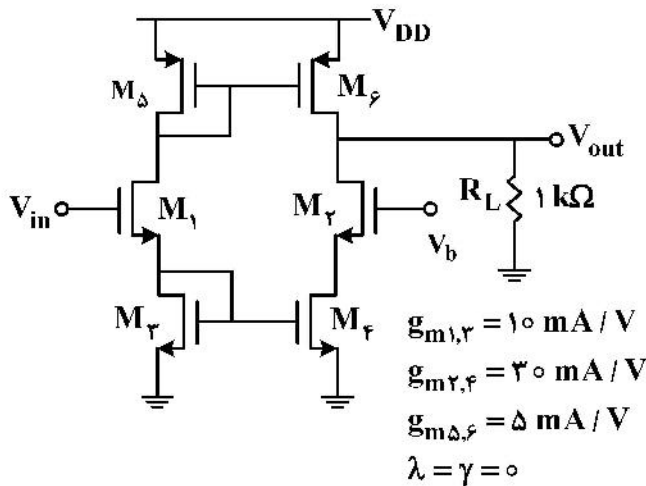 V_DD
M_۵
M_۶
V_out
R_L
۱ kΩ
V_in
M_۱
M_۲
V_b
M_۳
M_۴
g_m۱,۳ = ۱۰ mA / V
g_m۲,۴ = ۳۰ mA / V
g_m۵,۶ = ۵ mA / V
λ = γ = ۰